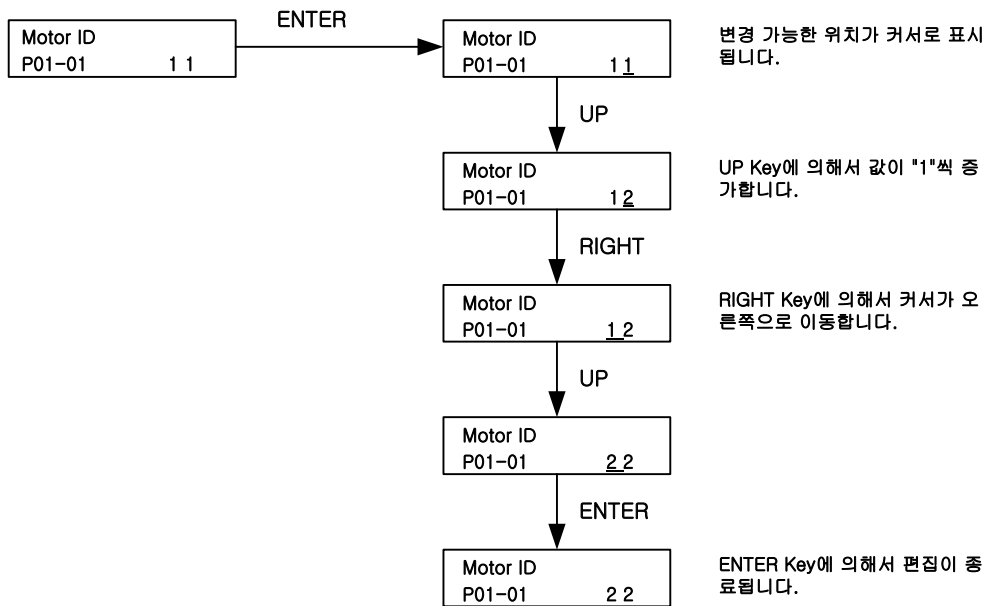 ENTER
Motor ID
P01-01 1 1
Motor ID
P01-01 1 1
변경 가능한 위치가 커서로 표시
됩니다.
UP
Motor ID
P01-01 1 2
UP Key에 의해서 값이 "1"씩 증
가합니다.
RIGHT
Motor ID
P01-01 1 2
RIGHT Key에 의해서 커서가 오
른쪽으로 이동합니다.
UP
Motor ID
P01-01 2 2
ENTER
Motor ID
P01-01 2 2
ENTER Key에 의해서 편집이 종
료됩니다.